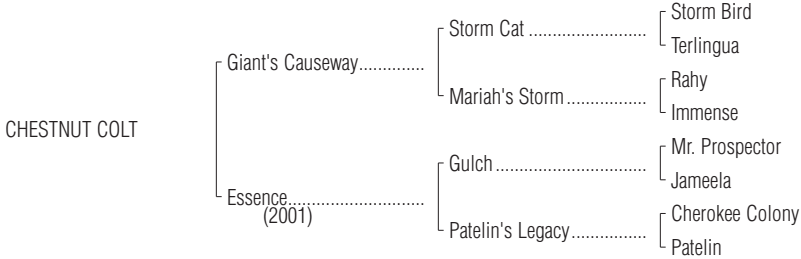 Storm Bird
Storm Cat ........................
Terlingua
Giant's Causeway..............
Rahy
Mariah's Storm ................
Immense
CHESTNUT COLT
Mr. Prospector
Gulch ...............................
Jameela
Essence.............................
(2001)
Cherokee Colony
Patelin's Legacy................
Patelin